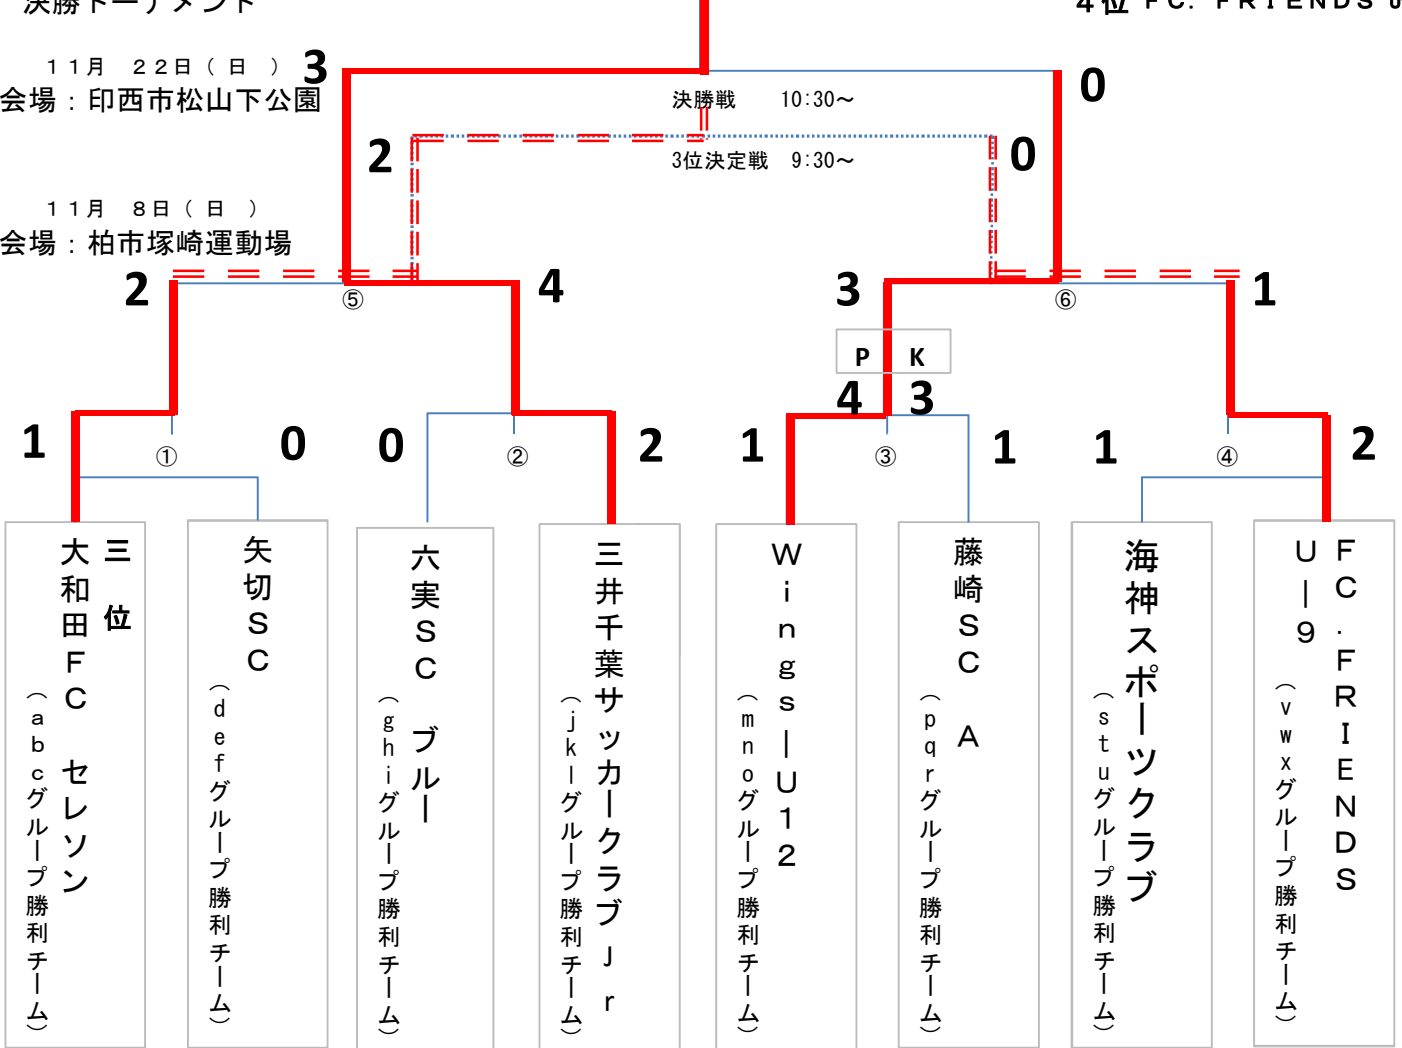 決勝トーナメント
4位 ＦＣ．ＦＲＩＥＮＤＳ
１１月　２２日（ 日　）
会場：印西市松山下公園
3
0
決勝戦　　10:30～
2
0
3位決定戦　9:30～
１１月　８日（ 日　）
会場：柏市塚崎運動場
2
⑤
4
3
⑥
1
P K
4 3
1
①
0
0
②
2
1
③
1
1
④
2
三位
大和田ＦＣ　セレソン
（ａｂｃグループ勝利チーム）
矢切ＳＣ
（ｄｅｆグループ勝利チーム）
六実ＳＣ　ブルー
（ｇｈｉグループ勝利チーム）
三井千葉サッカークラブＪｒ
（ｊｋｌグループ勝利チーム）
Ｗｉｎｇｓ－Ｕ１２
（ｍｎｏグループ勝利チーム）
藤崎ＳＣ　Ａ
（ｐｑｒグループ勝利チーム）
海神スポーツクラブ
（ｓｔｕグループ勝利チーム）
ＦＣ．ＦＲＩＥＮＤＳ
Ｕ－９
（ｖｗｘグループ勝利チーム）